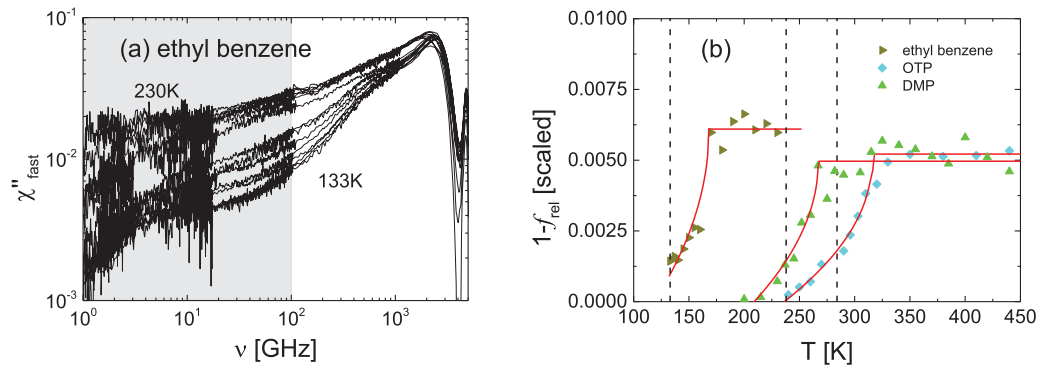 (a) ethyl benzene
230K
133K
χ"fast
10⁻¹
10⁻²
10⁻³
10⁰ 10¹ 10² 10³
ν [GHz]
(b)
ethyl benzene
OTP
DMP
1-frel [scaled]
0.0100
0.0075
0.0050
0.0025
0.0000
100 150 200 250 300 350 400 450
T [K]